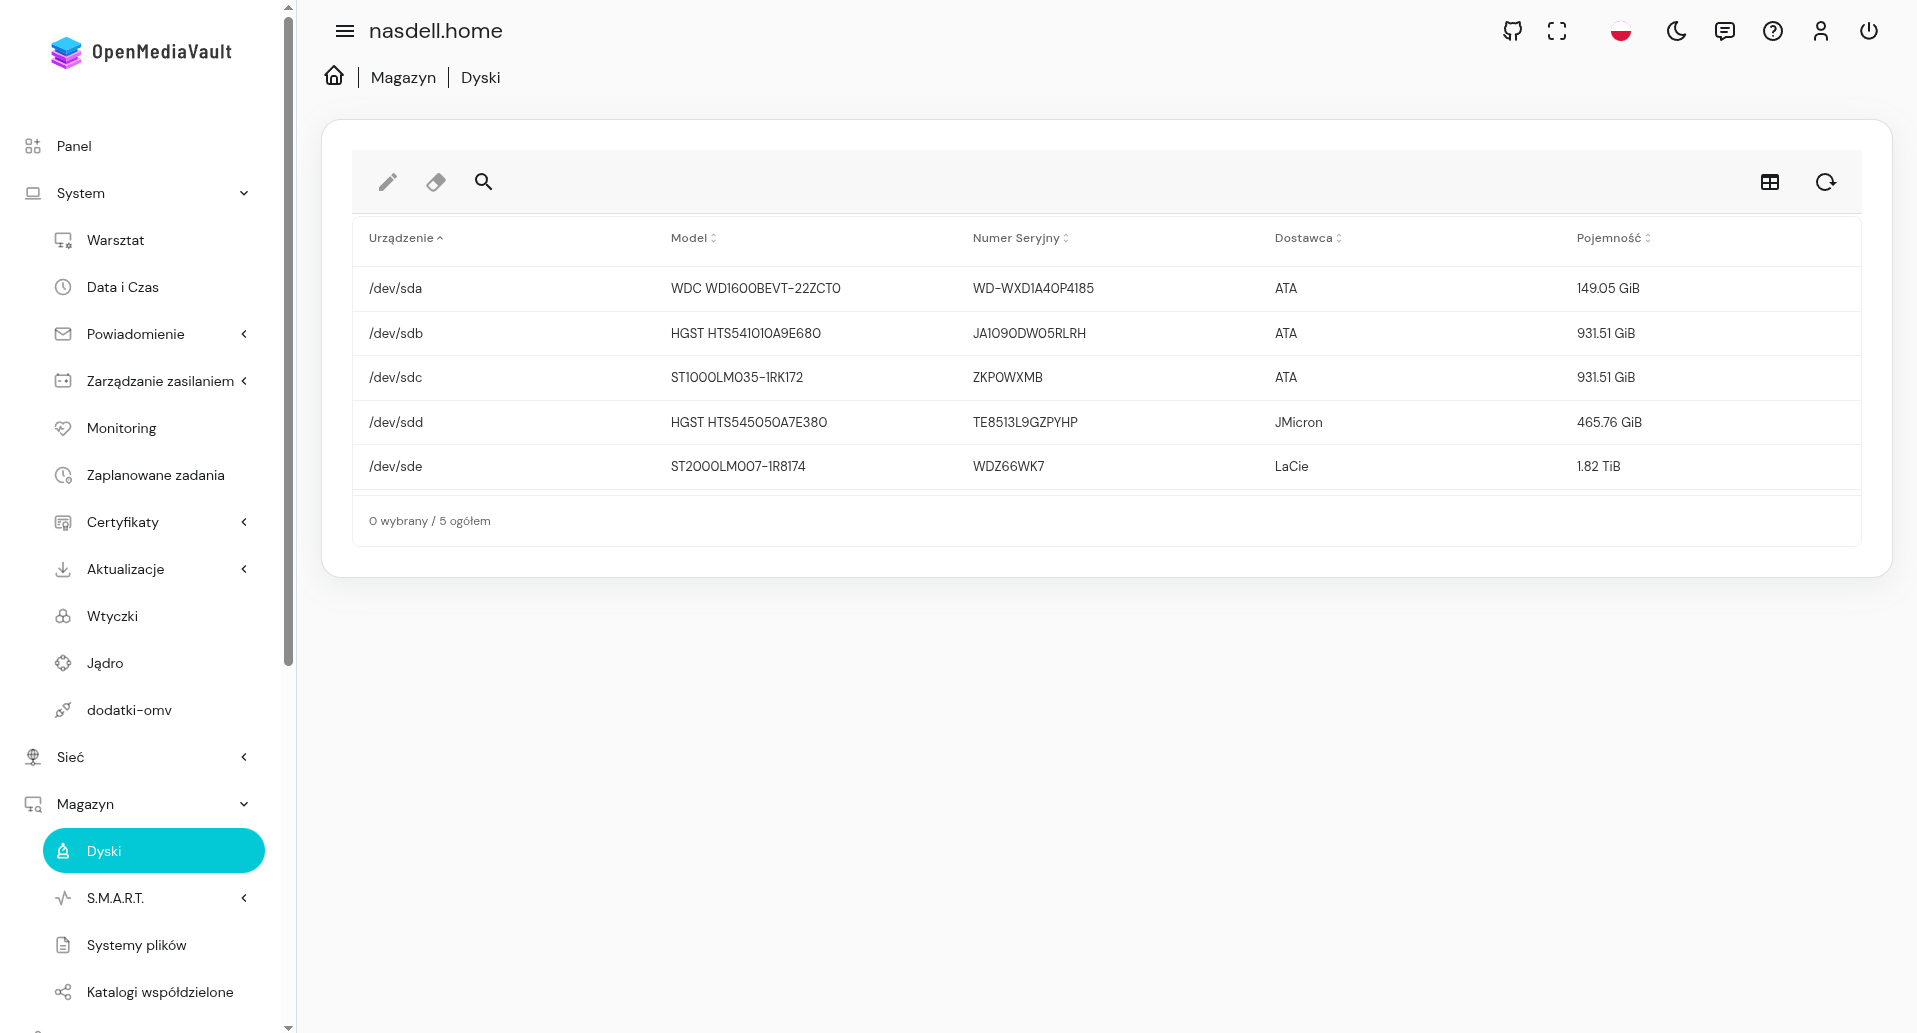 OpenMediaVault
nasdell.home
Magazyn | Dyski
Panel
System
Warsztat
Data i Czas
Powiadomienie
Zarządzanie zasilaniem
Monitoring
Zaplanowane zadania
Certyfikaty
Aktualizacje
Wtyczki
Jądro
dodatki-omv
Sieć
Magazyn
Dyski
S.M.A.R.T.
Systemy plików
Katalogi współdzielone
Urządzenie Model Numer Seryjny Dostawca Pojemność
/dev/sda WDC WD1600BEVT-22ZCT0 WD-WXD1A40P4185 ATA 149.05 GiB
/dev/sdb HGST HTS541010A9E680 JA1090DW05RLRH ATA 931.51 GiB
/dev/sdc ST1000LM035-1RK172 ZKP0WXMB ATA 931.51 GiB
/dev/sdd HGST HTS545050A7E380 TE8513L9GZPYHP JMicron 465.76 GiB
/dev/sde ST2000LM007-1R8174 WDZ66WK7 LaCie 1.82 TiB
0 wybrany / 5 ogółem